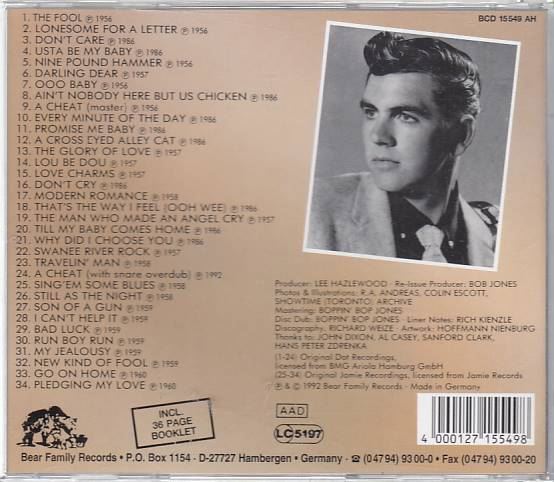 BCD 15549 AH
1. THE FOOL ℗ 1956
2. LONESOME FOR A LETTER ℗ 1956
3. DON'T CARE ℗ 1986
4. USTA BE MY BABY ℗ 1986
5. NINE POUND HAMMER ℗ 1956
6. DARLING DEAR ℗ 1957
7. OOO BABY ℗ 1956
8. AIN'T NOBODY HERE BUT US CHICKEN ℗ 1986
9. A CHEAT (master) ℗ 1956
10. EVERY MINUTE OF THE DAY ℗ 1986
11. PROMISE ME BABY ℗ 1986
12. A CROSS EYED ALLEY CAT ℗ 1986
13. THE GLORY OF LOVE ℗ 1957
14. LOU BE DOU ℗ 1957
15. LOVE CHARMS ℗ 1957
16. DON'T CRY ℗ 1986
17. MODERN ROMANCE ℗ 1958
18. THAT'S THE WAY I FEEL (OOH WEE) ℗ 1986
19. THE MAN WHO MADE AN ANGEL CRY ℗ 1957
20. TILL MY BABY COMES HOME ℗ 1986
21. WHY DID I CHOOSE YOU ℗ 1986
22. SWANEE RIVER ROCK ℗ 1957
23. TRAVELIN' MAN ℗ 1958
24. A CHEAT (with snare overdub) ℗ 1992
25. SING'EM SOME BLUES ℗ 1958
26. STILL AS THE NIGHT ℗ 1958
27. SON OF A GUN ℗ 1959
28. I CAN'T HELP IT ℗ 1959
29. BAD LUCK ℗ 1959
30. RUN BOY RUN ℗ 1959
31. MY JEALOUSY ℗ 1959
32. NEW KIND OF FOOL ℗ 1959
33. GO ON HOME ℗ 1960
34. PLEDGING MY LOVE ℗ 1960
Producer: LEE HAZLEWOOD · Re-Issue Producer: BOB JONES
Photos & Illustrations: R.A. ANDREAS, COLIN ESCOTT,
SHOWTIME (TORONTO) ARCHIVE
Mastering: BOPPIN' BOP JONES
Disc Dub: BOPPIN' BOP JONES · Liner Notes: RICH KIENZLE
Discography: RICHARD WEIZE · Artwork: HOFFMANN NIENBURG
Thanks to: JOHN DIXON, AL CASEY, SANFORD CLARK,
HANS PETER ZDRENKA
(1-24) Original Dot Recordings,
licensed from BMG Ariola Hamburg GmbH
(25-34) Original Jamie Recordings, licensed from Jamie Records
℗ & © 1992 Bear Family Records · Made in Germany
INCL.
36 PAGE
BOOKLET
AAD
LC 5197
4 000127 155498
Bear Family Records · P.O. Box 1154 · D-27727 Hambergen · Germany · ☎ (0 47 94) 93 00-0 · Fax (0 47 94) 93 00-20